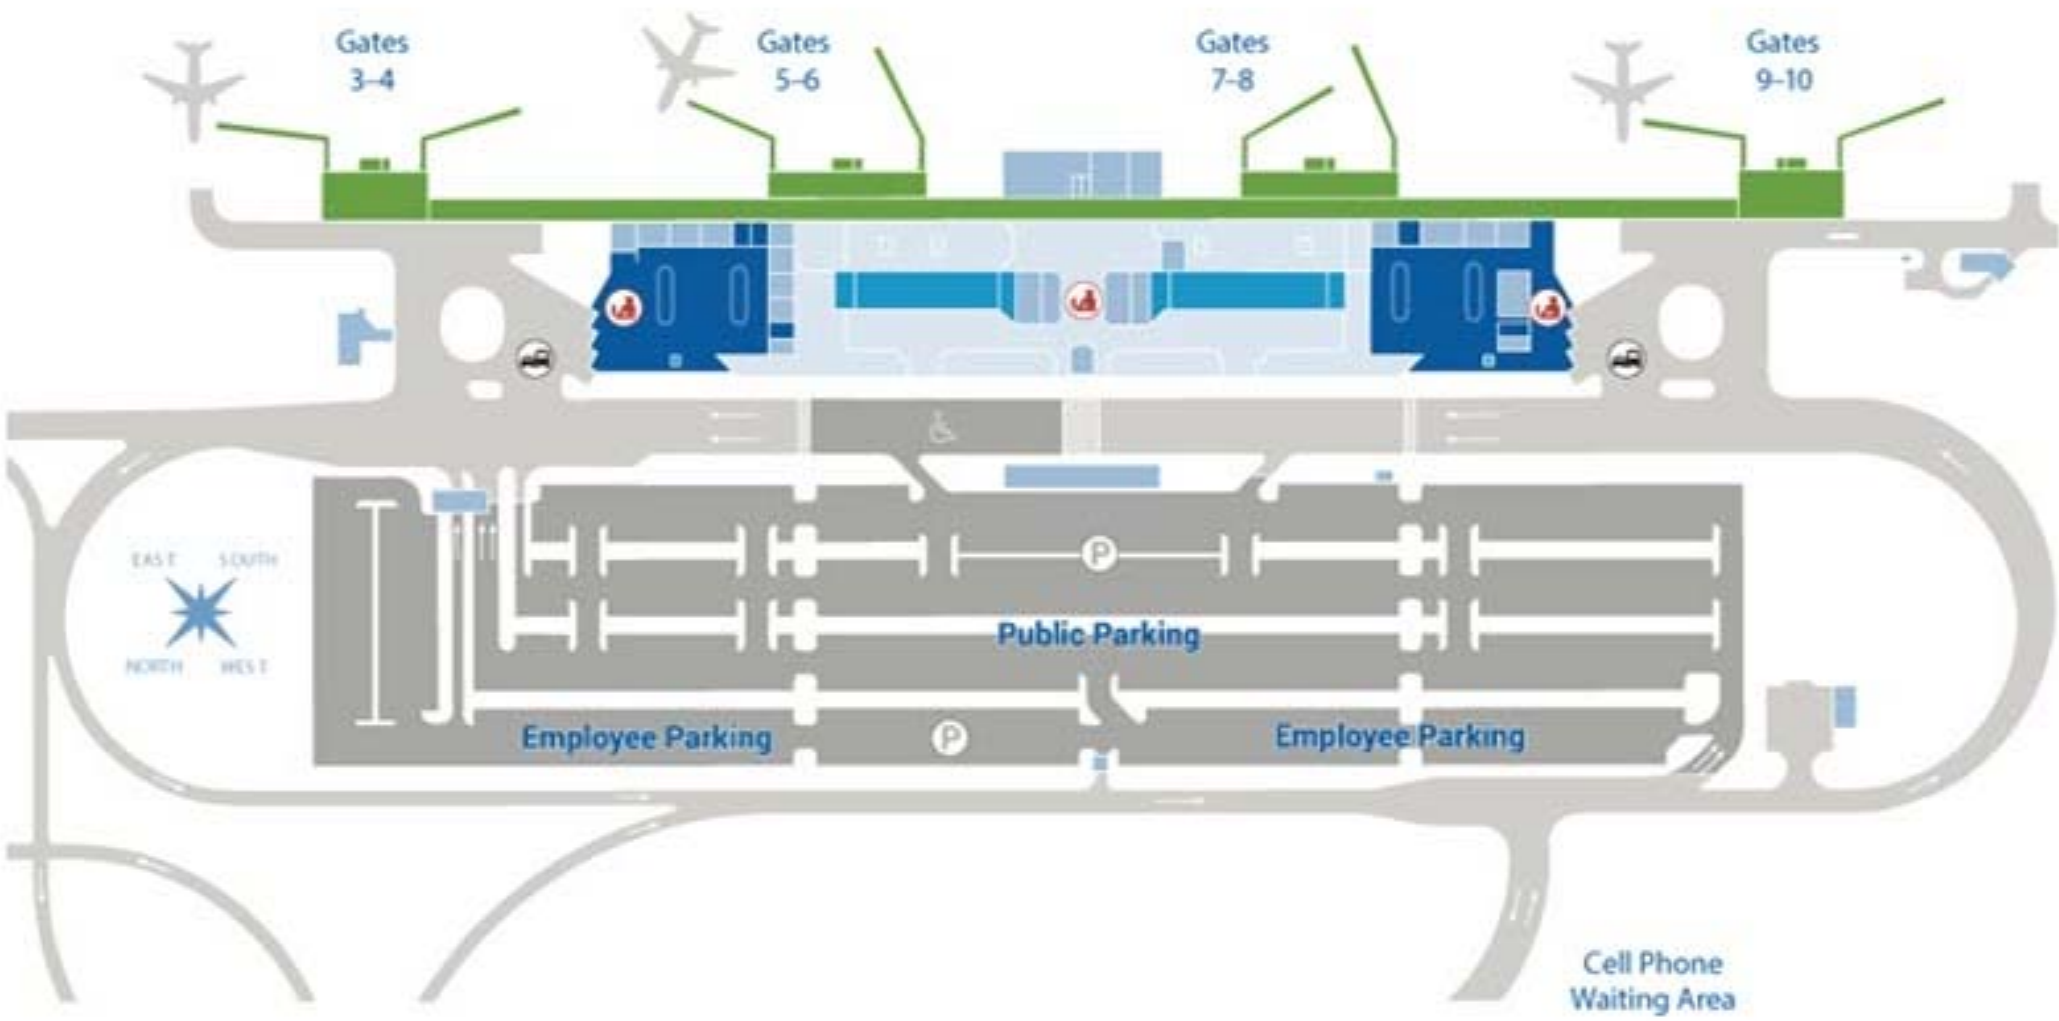 Gates
3–4
Gates
5–6
Gates
7–8
Gates
9–10
EAST SOUTH
NORTH WEST
P
Public Parking
Employee Parking
P
Employee Parking
Cell Phone
Waiting Area